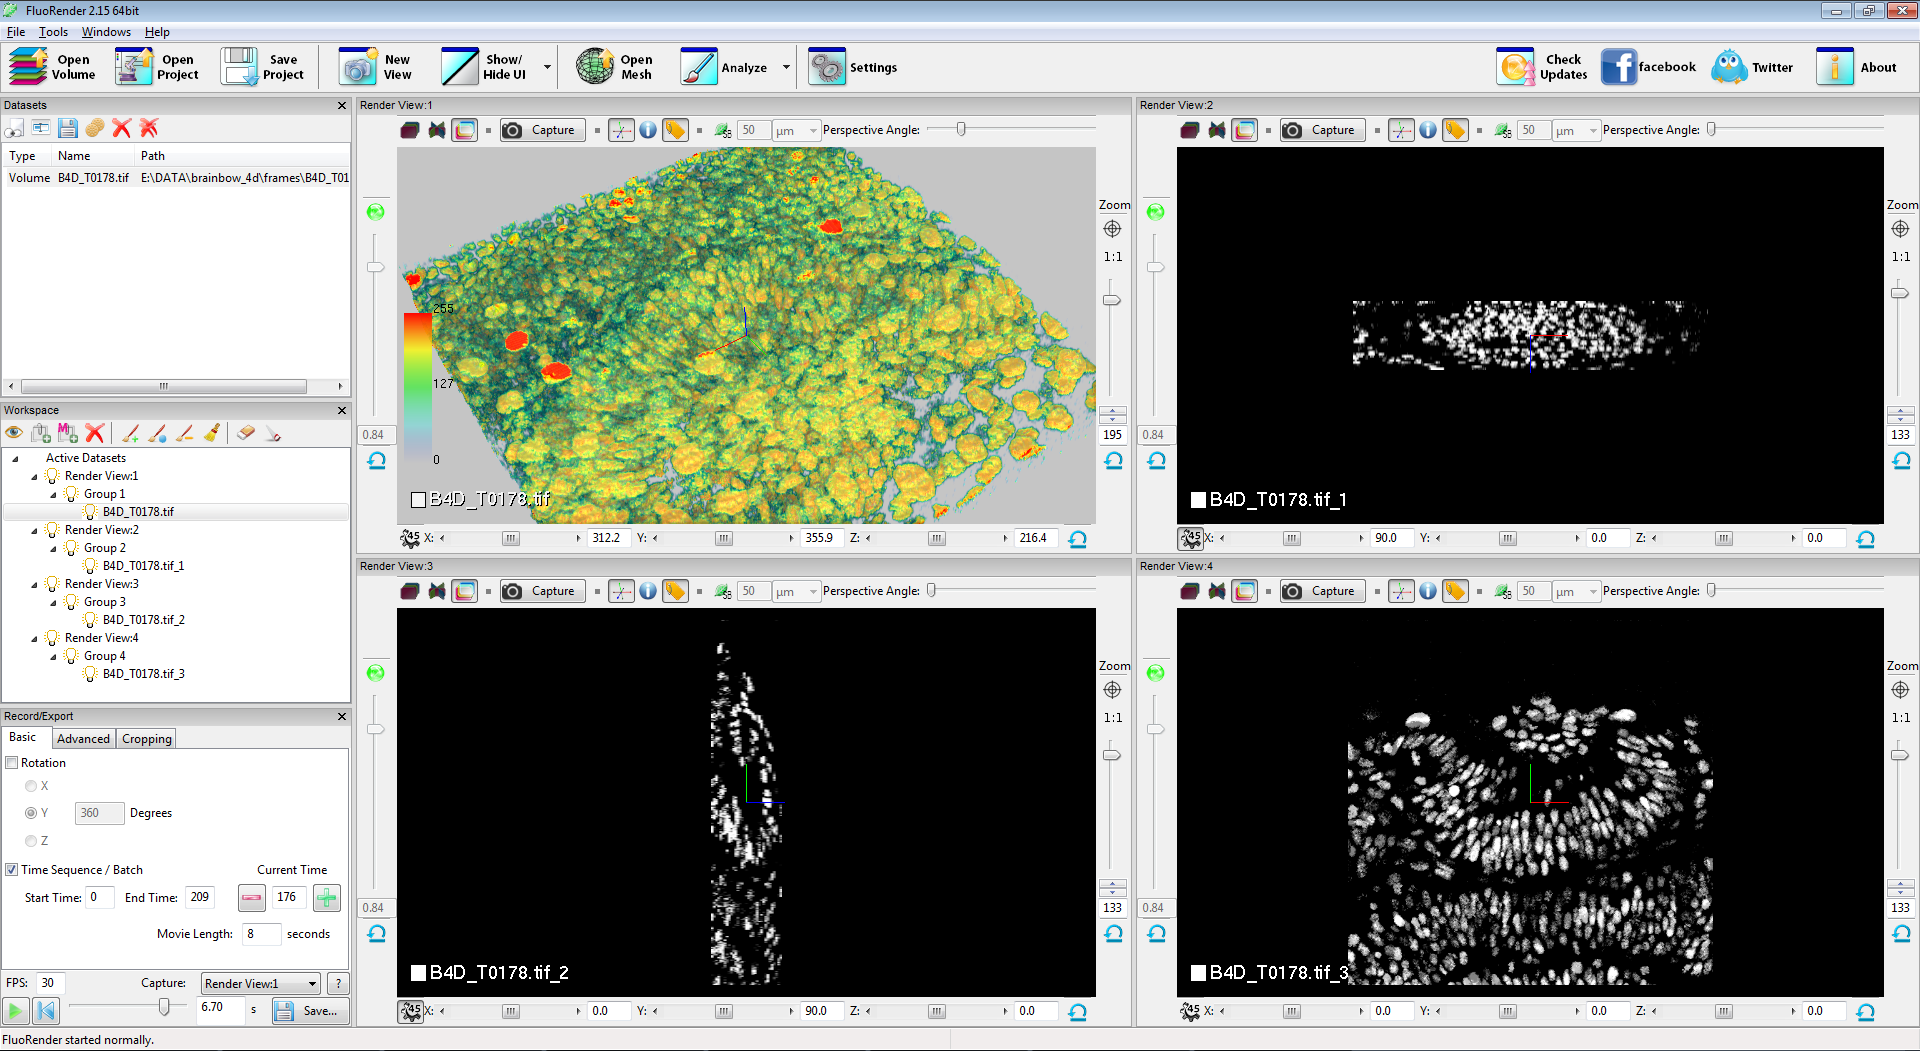 FluoRender 2.15 64bit
File Tools Windows Help
Open Volume
Open Project
Save Project
New View
Show/ Hide UI
Open Mesh
Analyze
Settings
Check Updates
facebook
Twitter
About
Datasets
Type Name Path
Volume B4D_T0178.tif E:\DATA\brainbow_4d\frames\B4D_T01
Workspace
Active Datasets
Render View:1
Group 1
B4D_T0178.tif
Render View:2
Group 2
B4D_T0178.tif_1
Render View:3
Group 3
B4D_T0178.tif_2
Render View:4
Group 4
B4D_T0178.tif_3
Record/Export
Basic Advanced Cropping
Rotation
X
Y 360 Degrees
Z
Time Sequence / Batch Current Time
Start Time: 0 End Time: 209 176
Movie Length: 8 seconds
FPS: 30 Capture: Render View:1 ?
6.70 s Save...
FluoRender started normally.
Render View:1
Capture 50 µm Perspective Angle:
Zoom
1:1
255
127
0
0.84
195
B4D_T0178.tif
45 X: 312.2 Y: 355.9 Z: 216.4
Render View:2
Capture 50 µm Perspective Angle:
Zoom
1:1
0.84
133
B4D_T0178.tif_1
45 X: 90.0 Y: 0.0 Z: 0.0
Render View:3
Capture 50 µm Perspective Angle:
Zoom
1:1
0.84
133
B4D_T0178.tif_2
45 X: 0.0 Y: 90.0 Z: 0.0
Render View:4
Capture 50 µm Perspective Angle:
Zoom
1:1
0.84
133
B4D_T0178.tif_3
45 X: 0.0 Y: 0.0 Z: 0.0